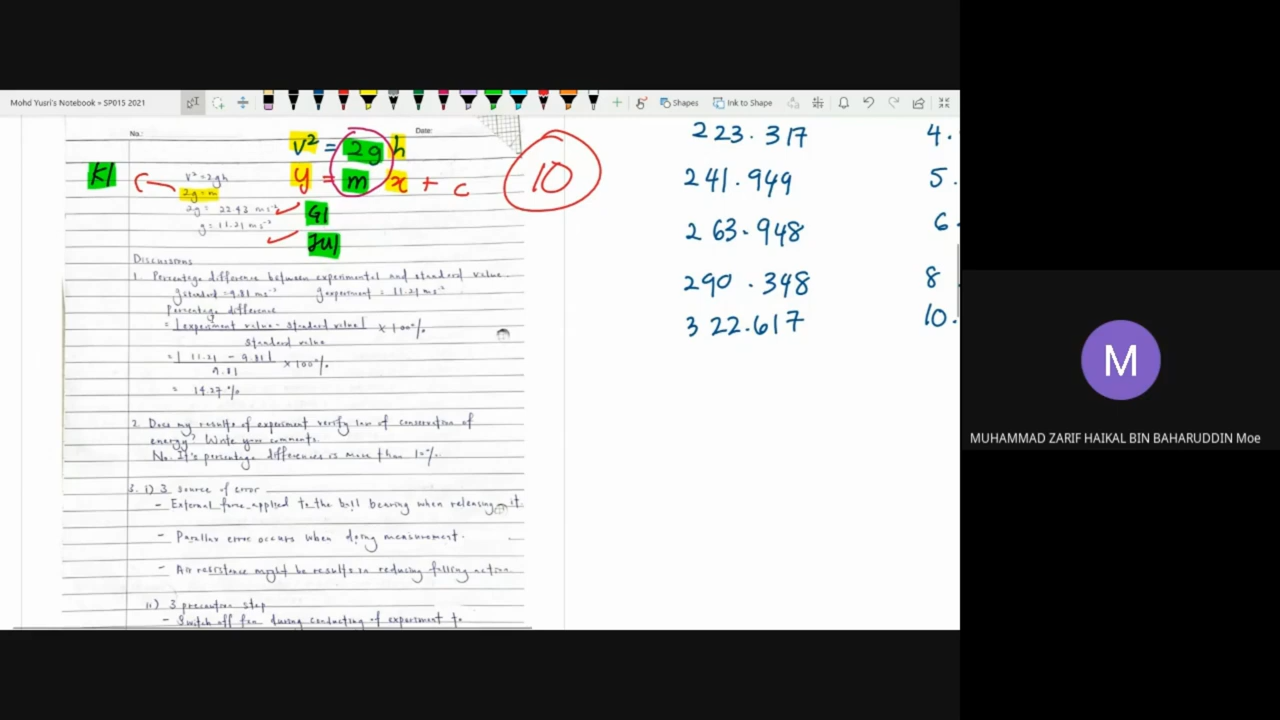 Mohd Yusri's Notebook » SP015 2021
Shapes
Ink to Shape
No.:
Date:
v² = 2g h
y = m x + c
10
K1
v² = 2gh
2g = m
2g = 22.43 ms⁻²
g = 11.21 ms⁻²
G1
JU1
Discussions
1. Percentage difference between experimental and standard value.
g standard = 9.81 ms⁻² g experiment = 11.21 ms⁻²
Percentage difference
= |experiment value - standard value| × 100%
standard value
= | 11.21 - 9.81 | × 100%
9.81
= 14.27 %
2. Does my results of experiment verify law of conservation of
energy? Write your comments.
No. It's percentage differences is more than 10%.
3. i) 3 source of error
- External force applied to the ball bearing when releasing it.
- Parallax error occurs when doing measurement.
- Air resistance might be results in reducing falling action
ii) 3 precaution step
- Switch off fan during conducting of experiment to
223.317 4.
241.949 5.
263.948 6
290.348 8
322.617 10.
M
MUHAMMAD ZARIF HAIKAL BIN BAHARUDDIN Moe